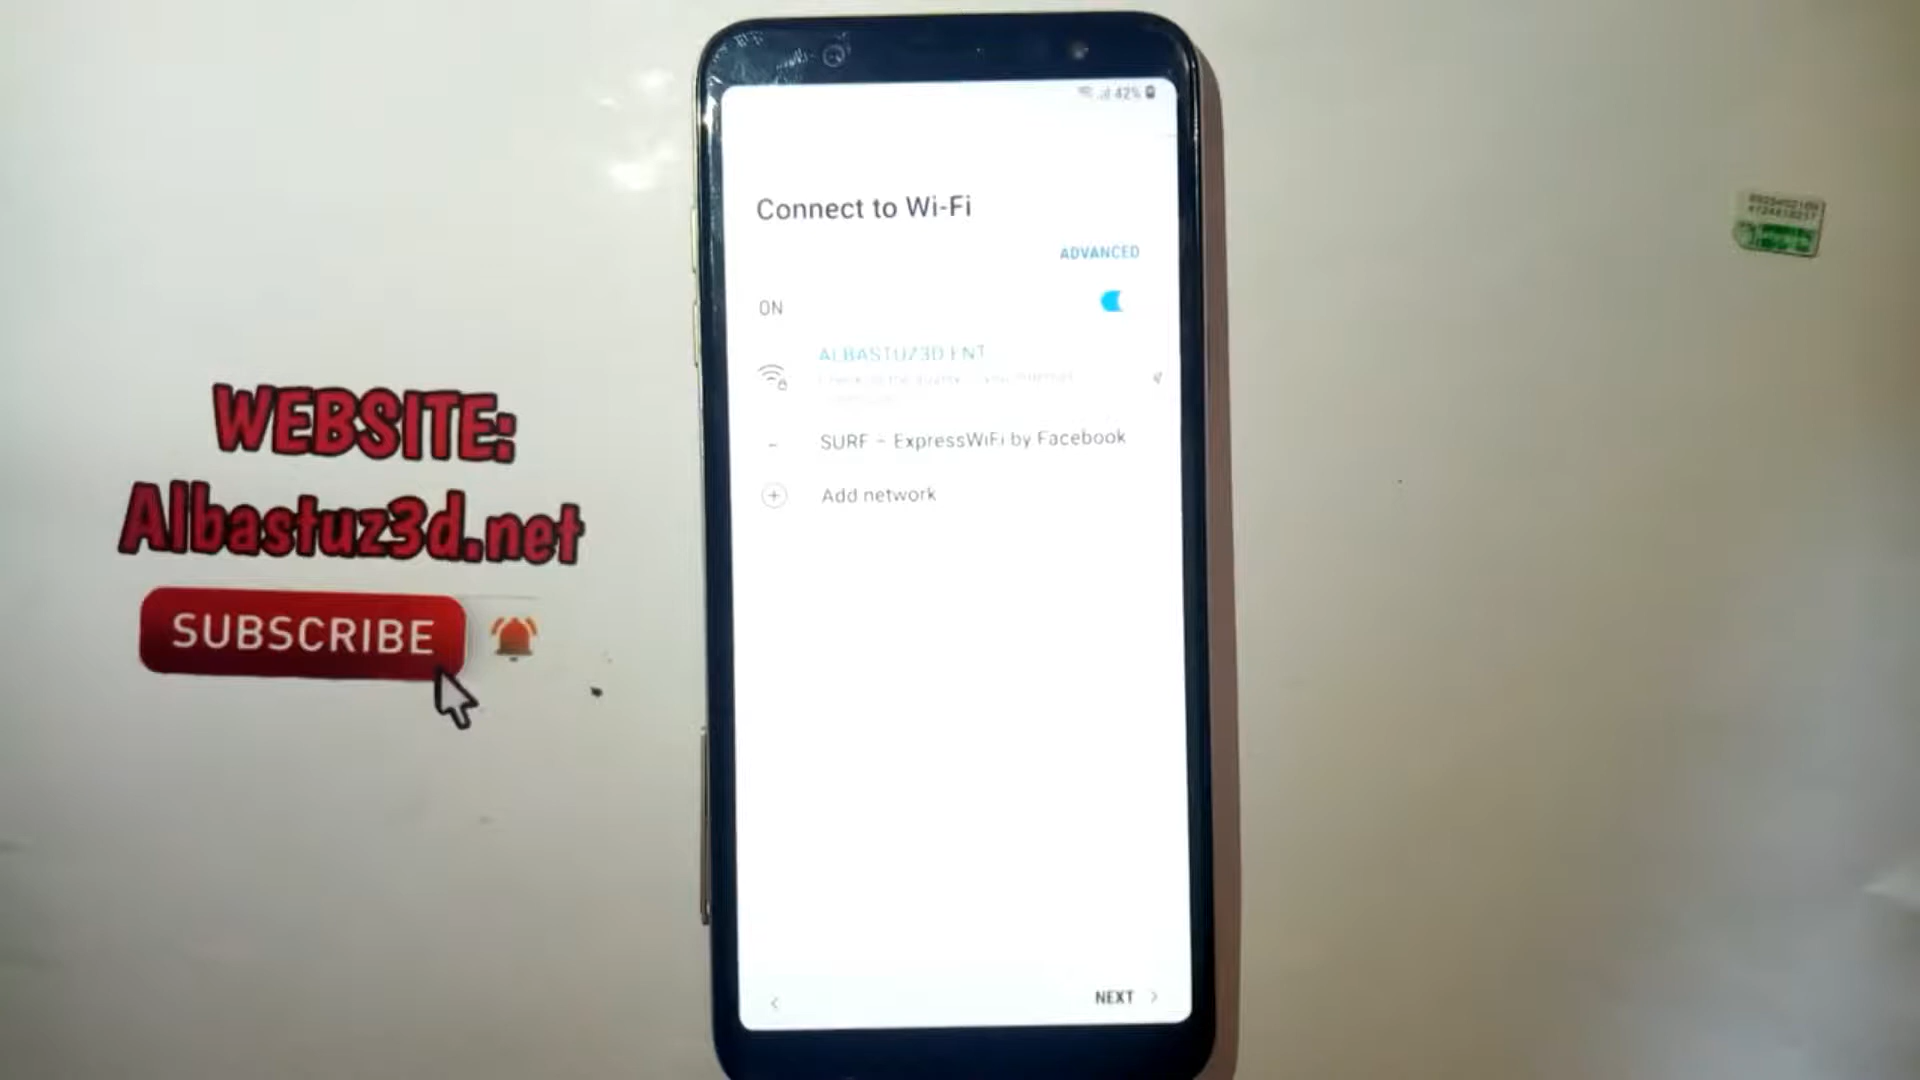 42%
Connect to Wi-Fi
ADVANCED
ON
ALBASTUZ3D ENT
SURF - ExpressWiFi by Facebook
Add network
NEXT
WEBSITE:
Albastuz3d.net
SUBSCRIBE